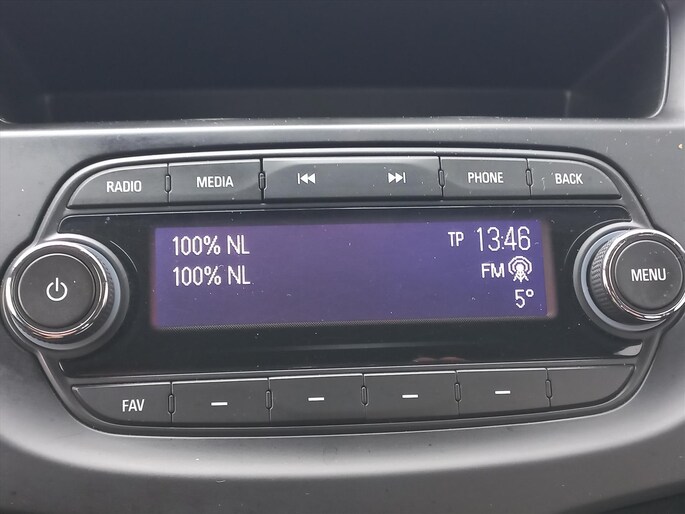 RADIO MEDIA PHONE BACK
100% NL TP 13:46
100% NL FM
5°
MENU
FAV